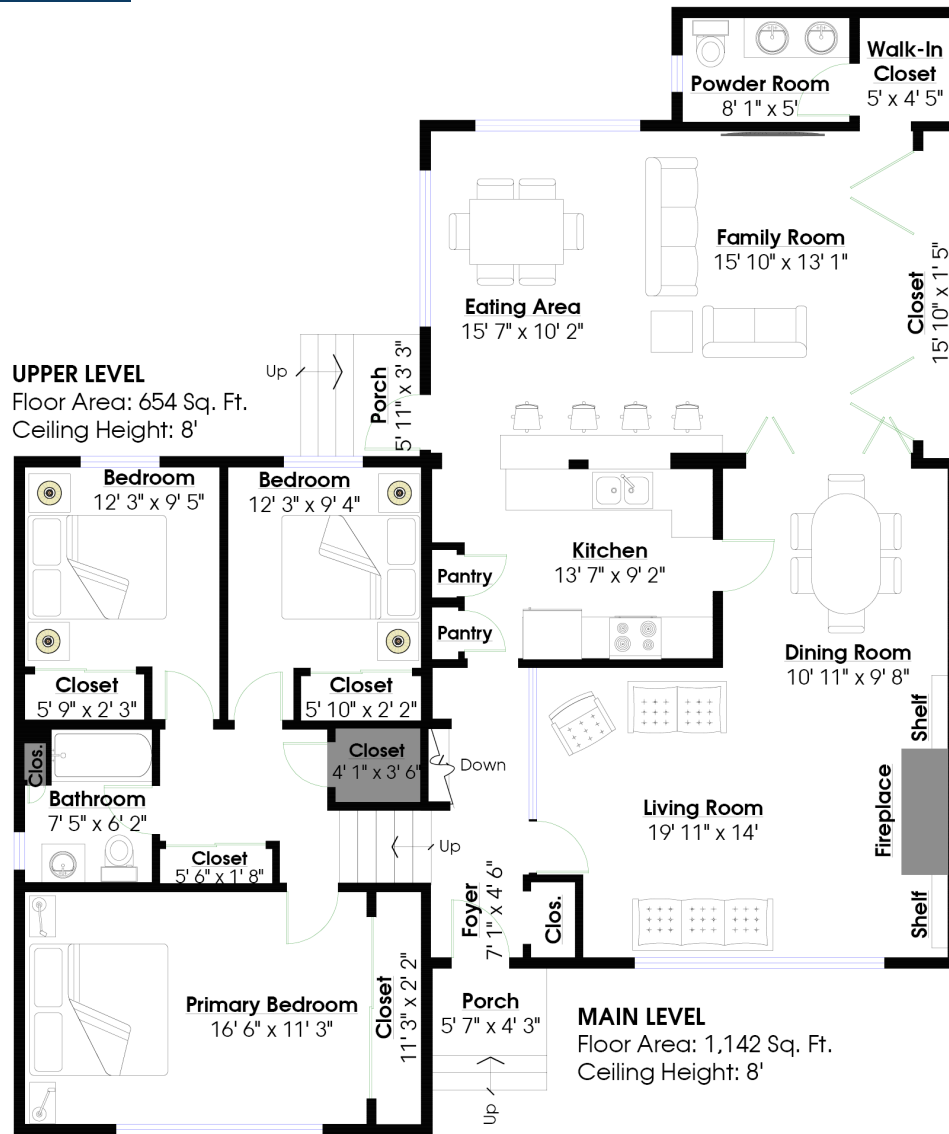 Walk-In
Closet
5' x 4' 5"
Powder Room
8' 1" x 5'
Family Room
15' 10" x 13' 1"
Closet
15' 10" x 1' 5"
Eating Area
15' 7" x 10' 2"
Up
Porch
5' 11" x 3' 3"
UPPER LEVEL
Floor Area: 654 Sq. Ft.
Ceiling Height: 8'
Bedroom
12' 3" x 9' 5"
Bedroom
12' 3" x 9' 4"
Kitchen
13' 7" x 9' 2"
Pantry
Pantry
Dining Room
10' 11" x 9' 8"
Closet
5' 9" x 2' 3"
Closet
5' 10" x 2' 2"
Shelf
Clos.
Closet
4' 1" x 3' 6"
Down
Bathroom
7' 5" x 6' 2"
Living Room
19' 11" x 14'
Fireplace
Up
Closet
5' 6" x 1' 8"
Foyer
7' 1" x 4' 6"
Clos.
Shelf
Primary Bedroom
16' 6" x 11' 3"
Closet
11' 3" x 2' 2"
Porch
5' 7" x 4' 3"
Up
MAIN LEVEL
Floor Area: 1,142 Sq. Ft.
Ceiling Height: 8'